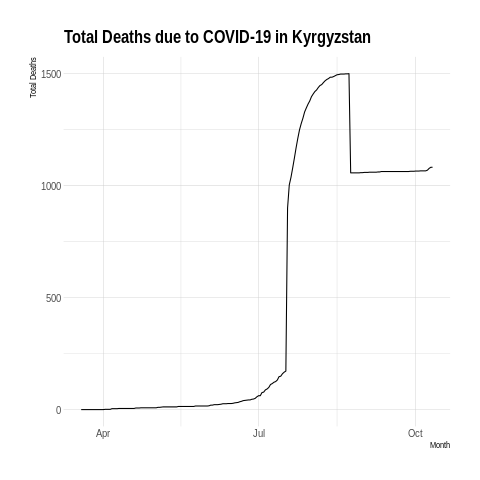 Total Deaths due to COVID-19 in Kyrgyzstan
Total Deaths
1500
1000
500
0
Apr
Jul
Oct
Month